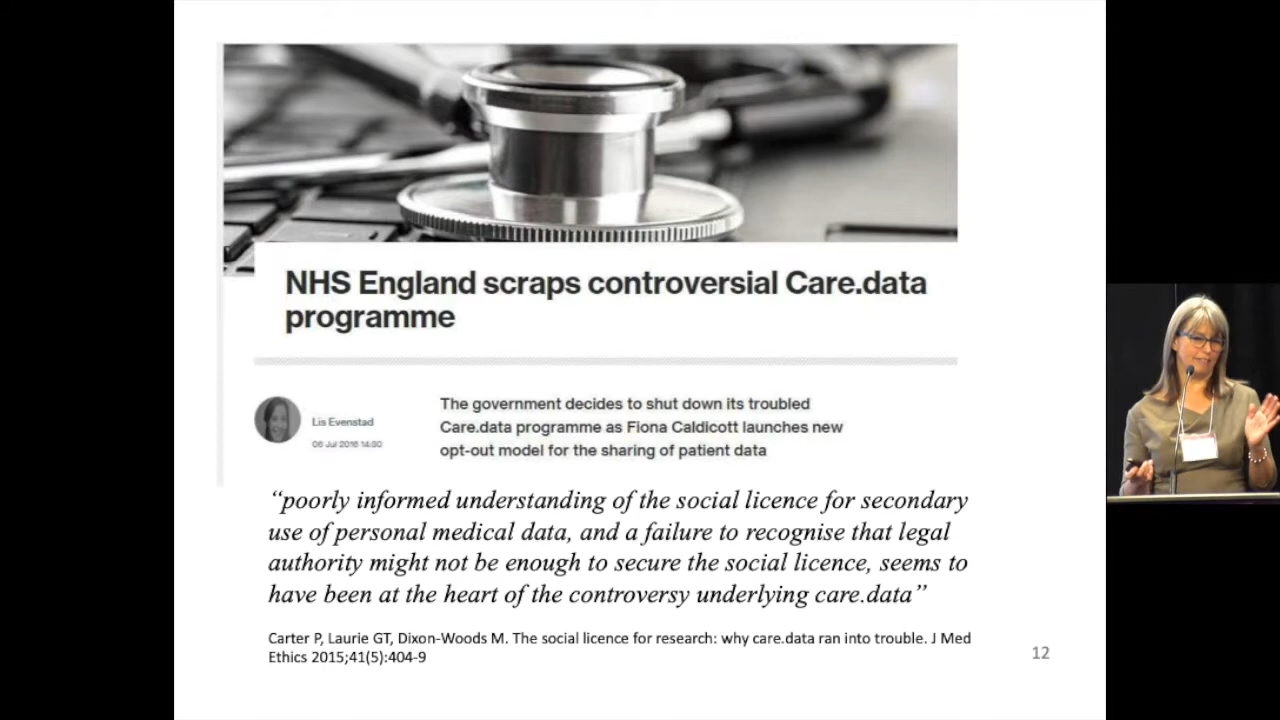 NHS England scraps controversial Care.data
programme
Lis Evenstad
06 Jul 2016 14:30
The government decides to shut down its troubled
Care.data programme as Fiona Caldicott launches new
opt-out model for the sharing of patient data
“poorly informed understanding of the social licence for secondary
use of personal medical data, and a failure to recognise that legal
authority might not be enough to secure the social licence, seems to
have been at the heart of the controversy underlying care.data”
Carter P, Laurie GT, Dixon-Woods M. The social licence for research: why care.data ran into trouble. J Med
Ethics 2015;41(5):404-9
12